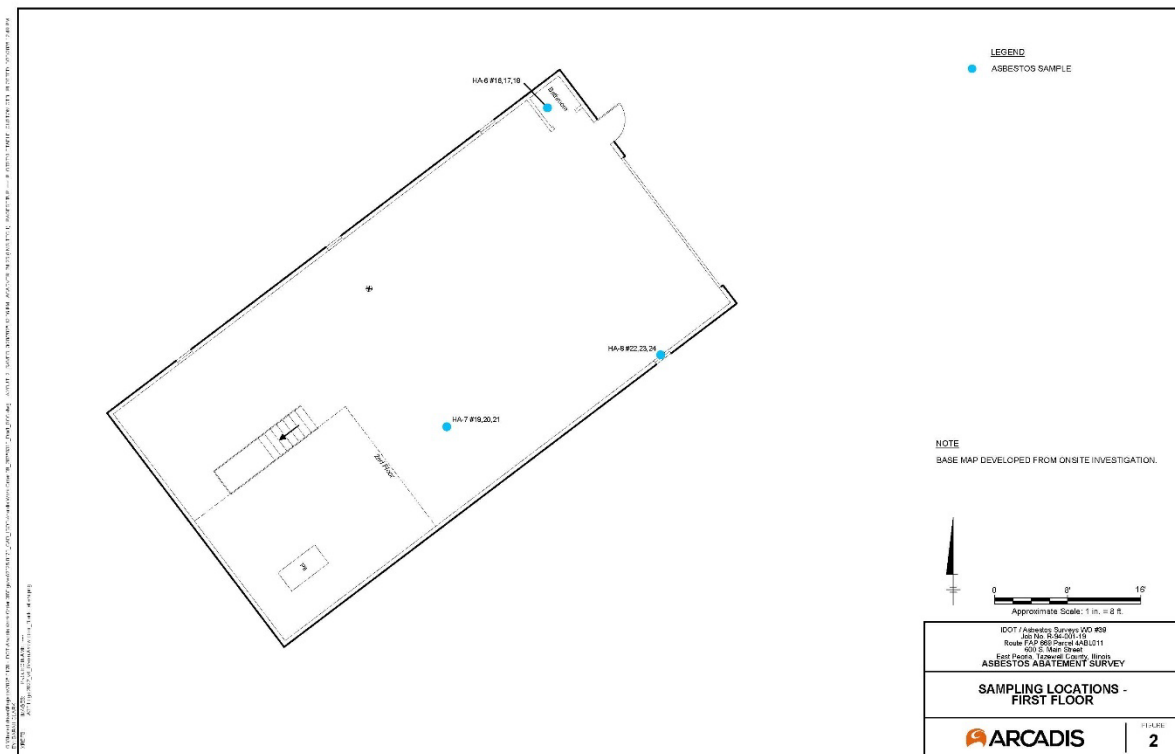 LEGEND
ASBESTOS SAMPLE
HA-6 #16,17,18
Bathroom
HA-8 #22,23,24
HA-7 #19,20,21
2nd Floor
Pit
NOTE
BASE MAP DEVELOPED FROM ONSITE INVESTIGATION.
0 8' 16'
Approximate Scale: 1 in. = 8 ft.
IDOT / Asbestos Surveys WO #39
Job No. R-94-001-19
Route FAP 669 Parcel 4ABL011
600 S. Main Street
East Peoria, Tazewell County, Illinois
ASBESTOS ABATEMENT SURVEY
SAMPLING LOCATIONS -
FIRST FLOOR
ARCADIS
FIGURE
2